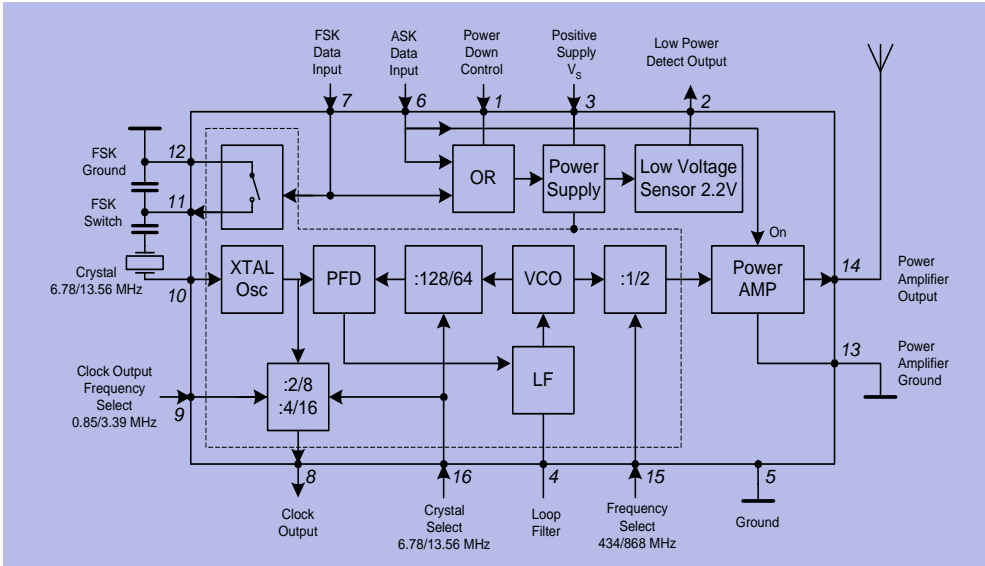 FSK
Data
Input
ASK
Data
Input
Power
Down
Control
Positive
Supply
VS
Low Power
Detect Output
7
6
1
3
2
12
FSK
Ground
11
FSK
Switch
OR
Power
Supply
Low Voltage
Sensor 2.2V
On
Crystal
6.78/13.56 MHz
10
XTAL
Osc
PFD
:128/64
VCO
:1/2
Power
AMP
14
Power
Amplifier
Output
13
Power
Amplifier
Ground
Clock Output
Frequency
Select
0.85/3.39 MHz
9
:2/8
:4/16
LF
8
16
4
15
5
Clock
Output
Crystal
Select
6.78/13.56 MHz
Loop
Filter
Frequency
Select
434/868 MHz
Ground